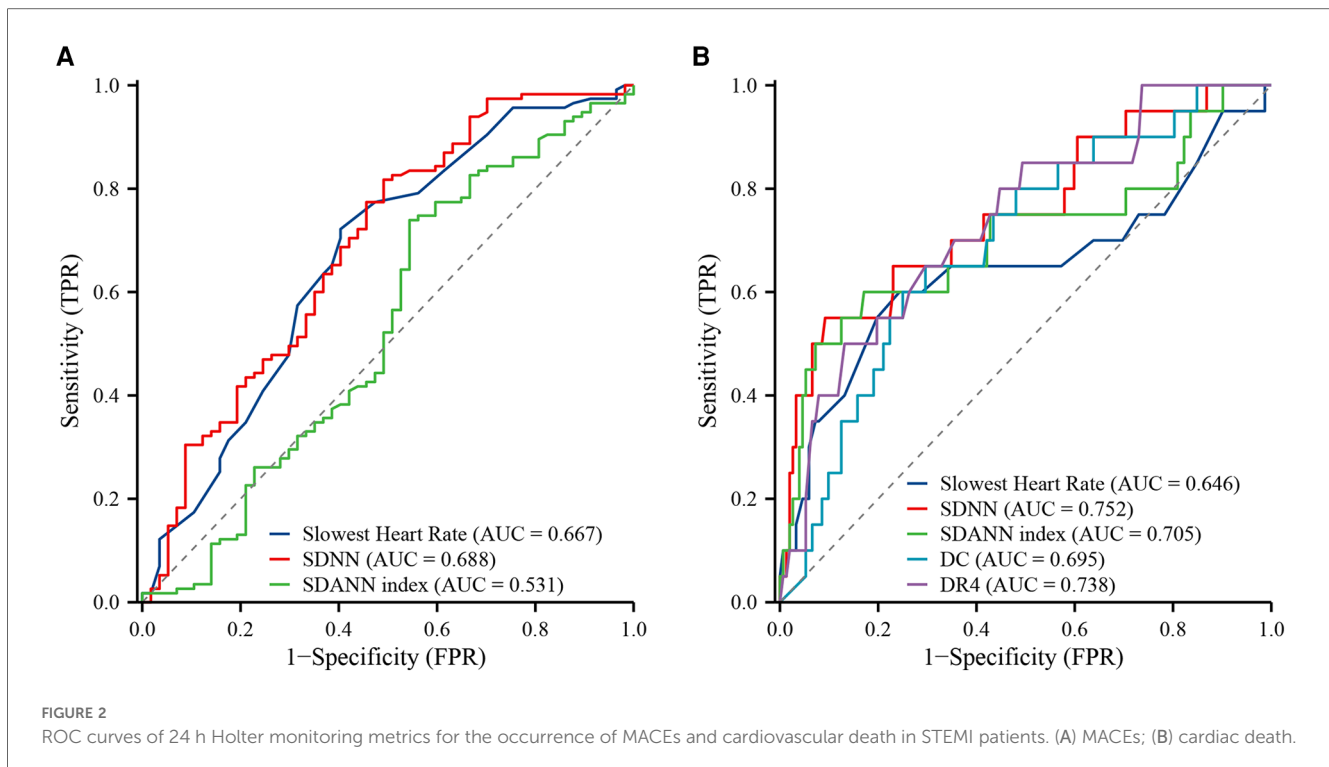 A
1.0
0.8
0.6
0.4
0.2
0.0
Sensitivity (TPR)
Slowest Heart Rate (AUC = 0.667)
SDNN (AUC = 0.688)
SDANN index (AUC = 0.531)
0.0 0.2 0.4 0.6 0.8 1.0
1−Specificity (FPR)
B
1.0
0.8
0.6
0.4
0.2
0.0
Sensitivity (TPR)
Slowest Heart Rate (AUC = 0.646)
SDNN (AUC = 0.752)
SDANN index (AUC = 0.705)
DC (AUC = 0.695)
DR4 (AUC = 0.738)
0.0 0.2 0.4 0.6 0.8 1.0
1−Specificity (FPR)
FIGURE 2
ROC curves of 24 h Holter monitoring metrics for the occurrence of MACEs and cardiovascular death in STEMI patients. (A) MACEs; (B) cardiac death.